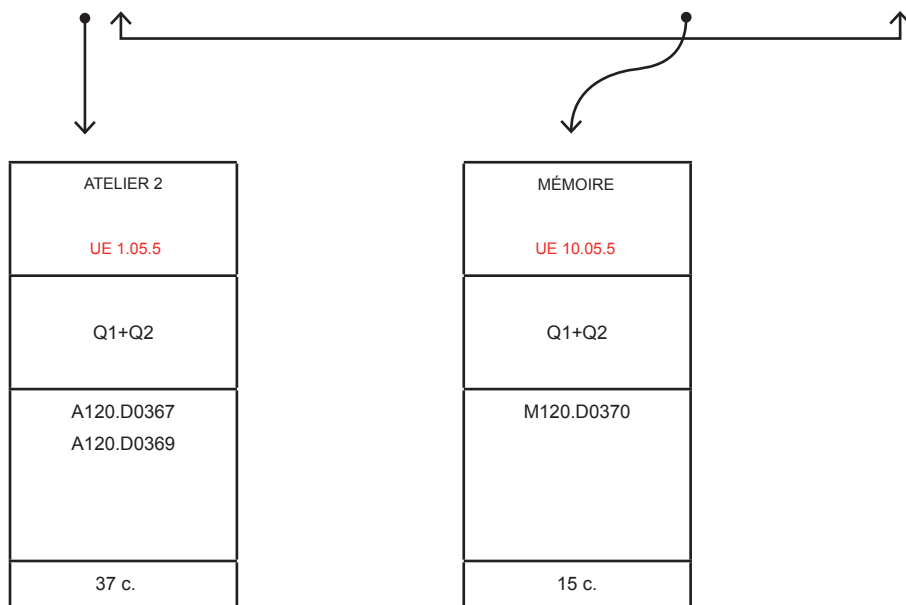 ATELIER 2
UE 1.05.5
Q1+Q2
A120.D0367
A120.D0369
37 c.
MÉMOIRE
UE 10.05.5
Q1+Q2
M120.D0370
15 c.